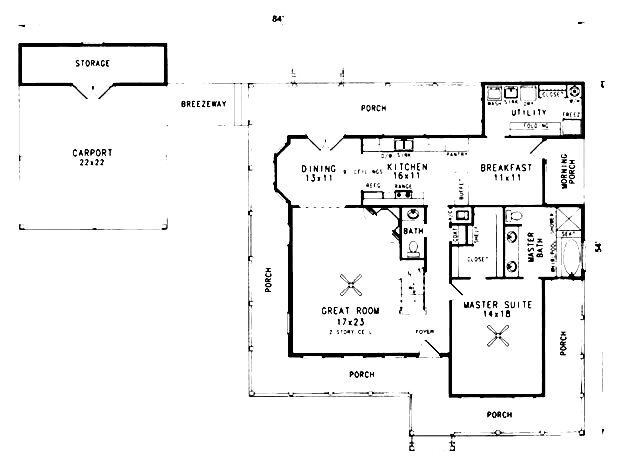 84'
STORAGE
BREEZEWAY
PORCH
WASH SINK DRY
CLOSET
W/H
UTILITY
FOLDING
FREEZ
CARPORT
22x22
DINING
13x11
9' CEILINGS
D/W SINK
KITCHEN
16x11
PANTRY
REFG
RANGE
BUFFET
BREAKFAST
11x11
MORNING
PORCH
BATH
COAT
SHELF
CLOSET
MASTER
BATH
SHOWER
SEAT
WHIRLPOOL
54'
PORCH
GREAT ROOM
17x23
2 STORY CEIL
FOYER
MASTER SUITE
14x18
PORCH
PORCH
PORCH